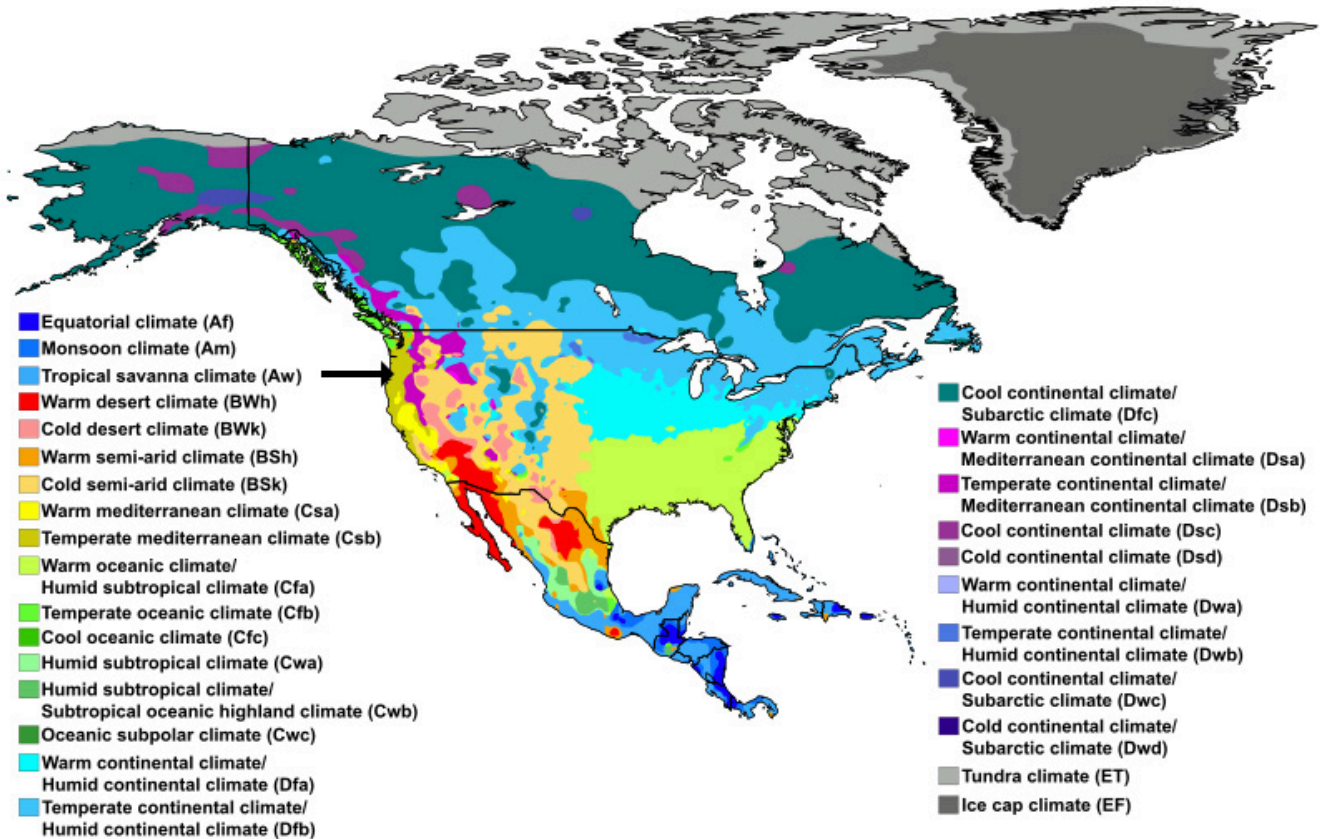 Equatorial climate (Af)
Monsoon climate (Am)
Tropical savanna climate (Aw)
Warm desert climate (BWh)
Cold desert climate (BWk)
Warm semi-arid climate (BSh)
Cold semi-arid climate (BSk)
Warm mediterranean climate (Csa)
Temperate mediterranean climate (Csb)
Warm oceanic climate/
Humid subtropical climate (Cfa)
Temperate oceanic climate (Cfb)
Cool oceanic climate (Cfc)
Humid subtropical climate (Cwa)
Humid subtropical climate/
Subtropical oceanic highland climate (Cwb)
Oceanic subpolar climate (Cwc)
Warm continental climate/
Humid continental climate (Dfa)
Temperate continental climate/
Humid continental climate (Dfb)
Cool continental climate/
Subarctic climate (Dfc)
Warm continental climate/
Mediterranean continental climate (Dsa)
Temperate continental climate/
Mediterranean continental climate (Dsb)
Cool continental climate (Dsc)
Cold continental climate (Dsd)
Warm continental climate/
Humid continental climate (Dwa)
Temperate continental climate/
Humid continental climate (Dwb)
Cool continental climate/
Subarctic climate (Dwc)
Cold continental climate/
Subarctic climate (Dwd)
Tundra climate (ET)
Ice cap climate (EF)